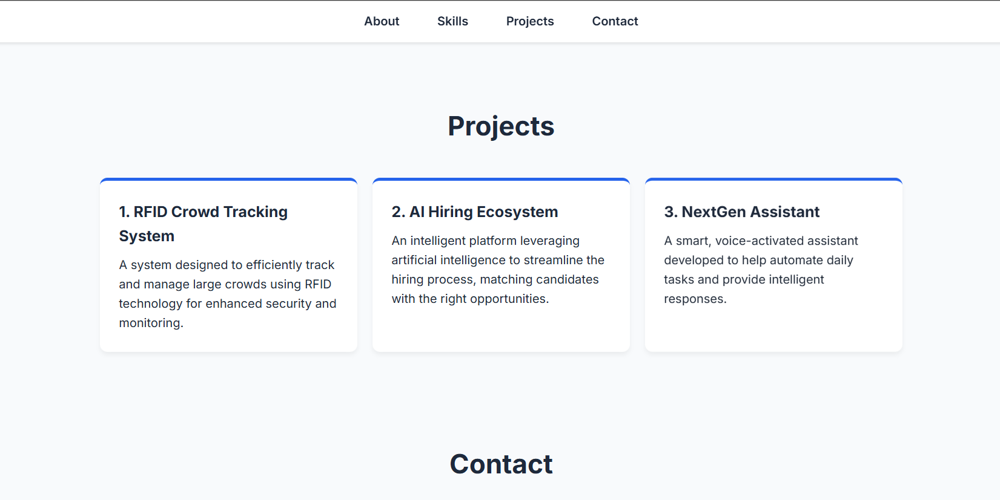 About Skills Projects Contact
Projects
1. RFID Crowd Tracking
System
A system designed to efficiently track
and manage large crowds using RFID
technology for enhanced security and
monitoring.
2. AI Hiring Ecosystem
An intelligent platform leveraging
artificial intelligence to streamline the
hiring process, matching candidates
with the right opportunities.
3. NextGen Assistant
A smart, voice-activated assistant
developed to help automate daily
tasks and provide intelligent
responses.
Contact